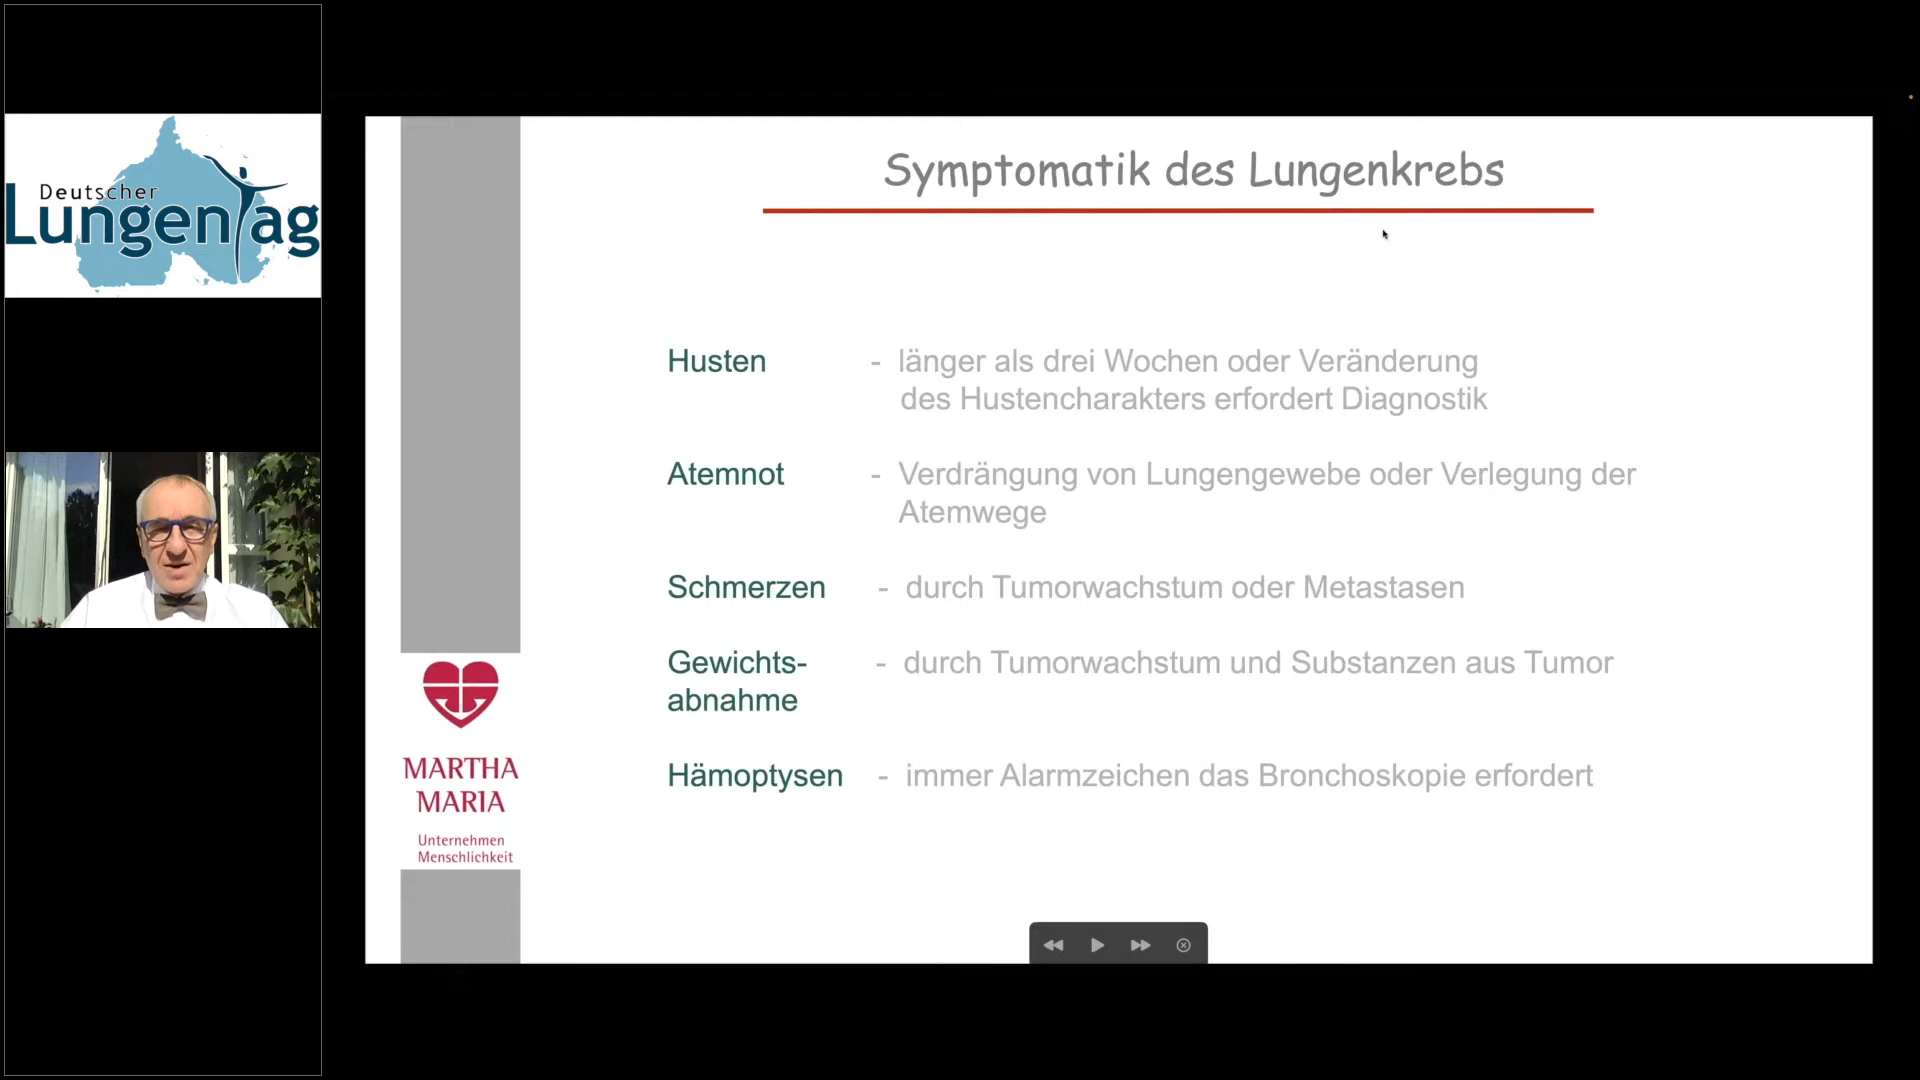 Deutscher
LungenTag
Symptomatik des Lungenkrebs
Husten - länger als drei Wochen oder Veränderung
des Hustencharakters erfordert Diagnostik
Atemnot - Verdrängung von Lungengewebe oder Verlegung der
Atemwege
Schmerzen - durch Tumorwachstum oder Metastasen
Gewichts- - durch Tumorwachstum und Substanzen aus Tumor
abnahme
Hämoptysen - immer Alarmzeichen das Bronchoskopie erfordert
MARTHA
MARIA
Unternehmen
Menschlichkeit